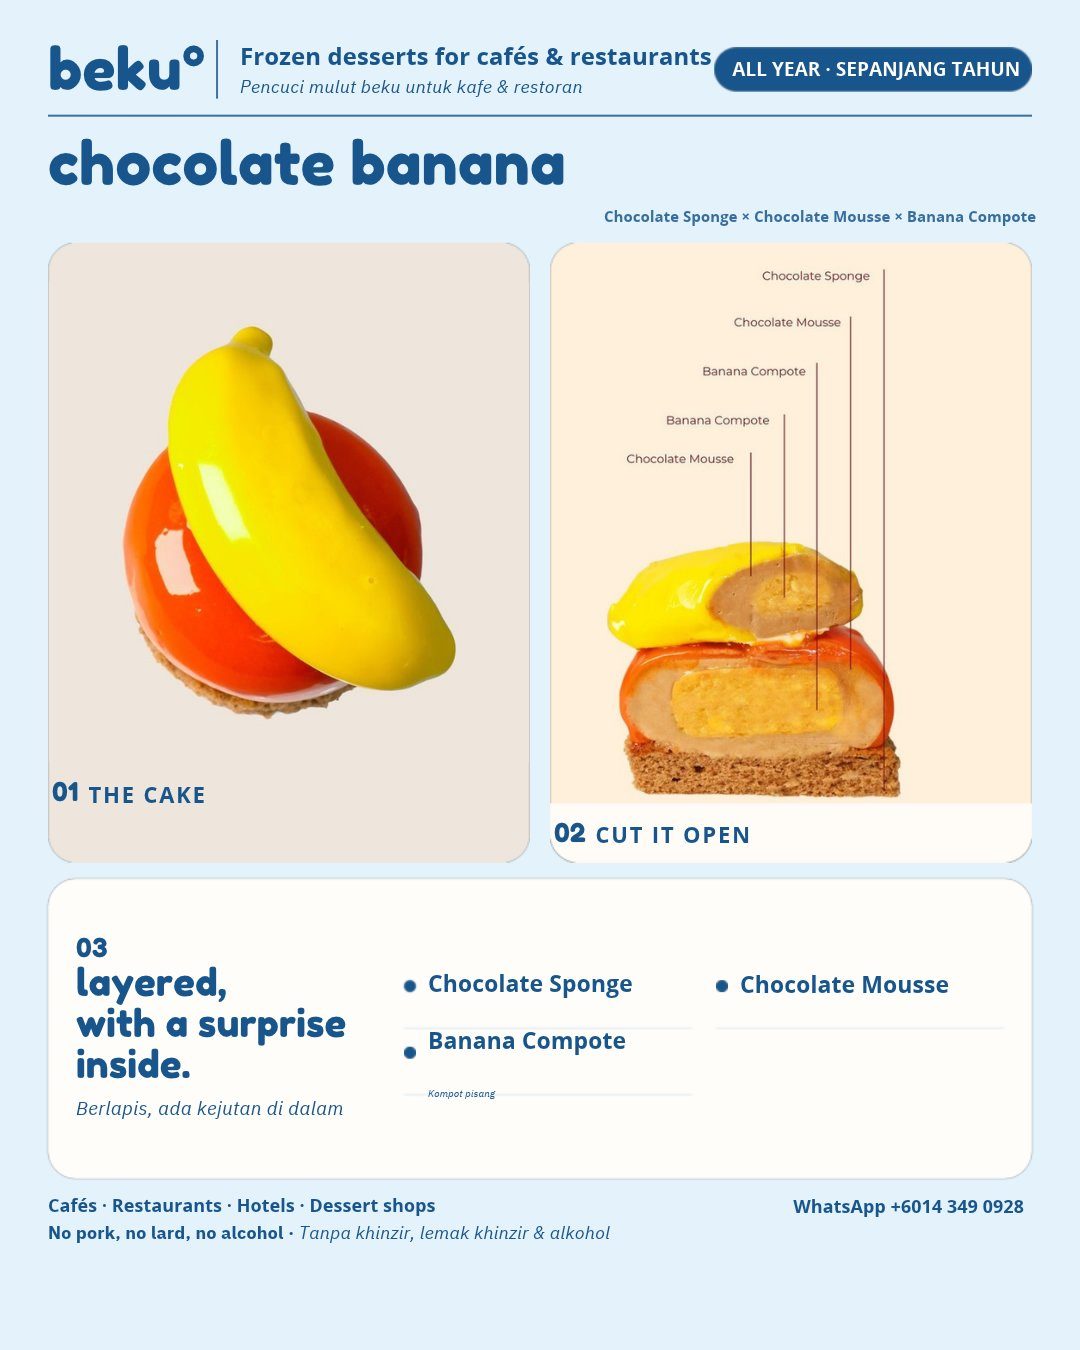 beku°
Frozen desserts for cafés & restaurants
Pencuci mulut beku untuk kafe & restoran
ALL YEAR · SEPANJANG TAHUN
chocolate banana
Chocolate Sponge × Chocolate Mousse × Banana Compote
Chocolate Sponge
Chocolate Mousse
Banana Compote
Banana Compote
Chocolate Mousse
01 THE CAKE
02 CUT IT OPEN
03
layered,
with a surprise
inside.
Berlapis, ada kejutan di dalam
Chocolate Sponge
Chocolate Mousse
Banana Compote
Kompot pisang
Cafés · Restaurants · Hotels · Dessert shops
WhatsApp +6014 349 0928
No pork, no lard, no alcohol · Tanpa khinzir, lemak khinzir & alkohol